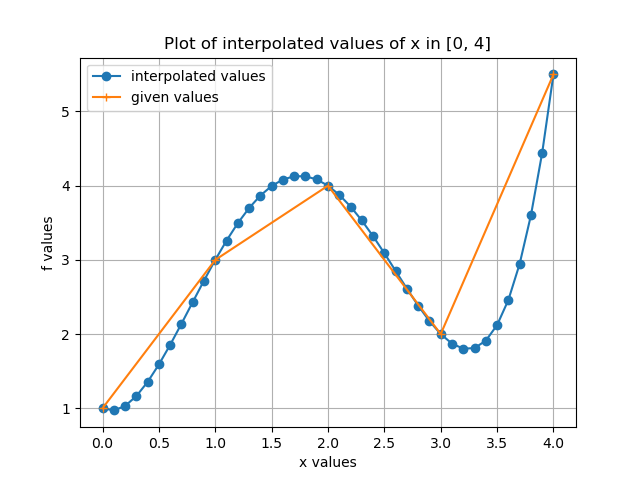 Plot of interpolated values of x in [0, 4]
interpolated values
given values
5
4
3
2
1
f values
0.0 0.5 1.0 1.5 2.0 2.5 3.0 3.5 4.0
x values